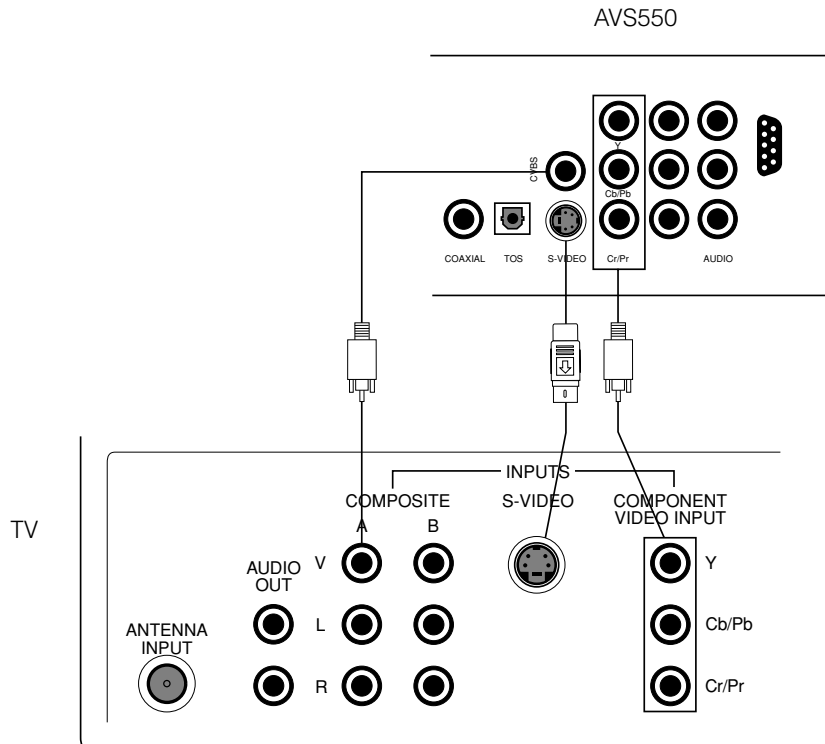 AVS550
Y
CVBS
Cb/Pb
COAXIAL
TOS
S-VIDEO
Cr/Pr
AUDIO
TV
INPUTS
COMPOSITE
S-VIDEO
COMPONENT
VIDEO INPUT
A
B
AUDIO
OUT
V
Y
L
Cb/Pb
ANTENNA
INPUT
R
Cr/Pr